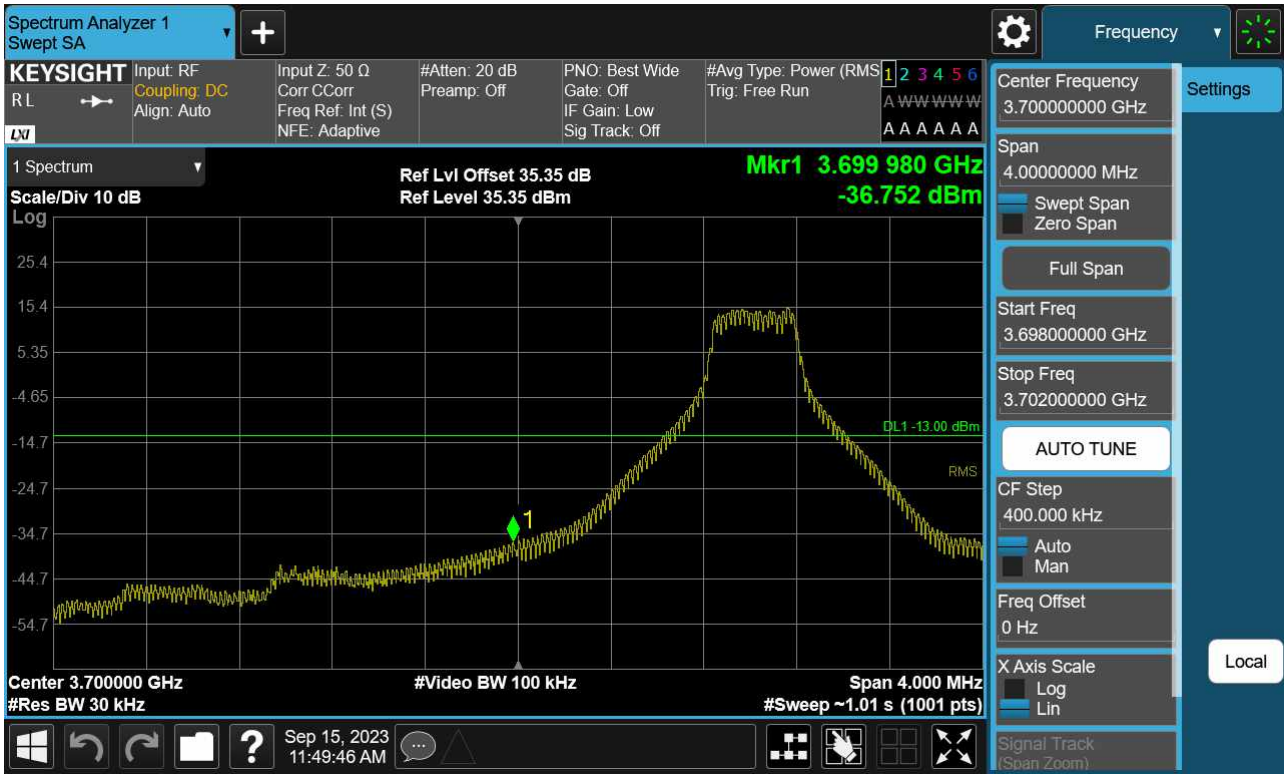 Spectrum Analyzer 1
Swept SA
Frequency
KEYSIGHT
R L
LXI
Input: RF
Coupling: DC
Align: Auto
Input Z: 50 Ω
Corr CCorr
Freq Ref: Int (S)
NFE: Adaptive
#Atten: 20 dB
Preamp: Off
PNO: Best Wide
Gate: Off
IF Gain: Low
Sig Track: Off
#Avg Type: Power (RMS
Trig: Free Run
1 2 3 4 5 6
A W W W W W
A A A A A A
1 Spectrum
Scale/Div 10 dB
Log
Ref Lvl Offset 35.35 dB
Ref Level 35.35 dBm
Mkr1 3.699 980 GHz
-36.752 dBm
25.4
15.4
5.35
-4.65
-14.7
-24.7
-34.7
-44.7
-54.7
DL1 -13.00 dBm
RMS
1
Center 3.700000 GHz
#Res BW 30 kHz
#Video BW 100 kHz
Span 4.000 MHz
#Sweep ~1.01 s (1001 pts)
Center Frequency
3.700000000 GHz
Span
4.00000000 MHz
Swept Span
Zero Span
Full Span
Start Freq
3.698000000 GHz
Stop Freq
3.702000000 GHz
AUTO TUNE
CF Step
400.000 kHz
Auto
Man
Freq Offset
0 Hz
X Axis Scale
Log
Lin
Signal Track
(Span Zoom)
Settings
Local
?
Sep 15, 2023
11:49:46 AM